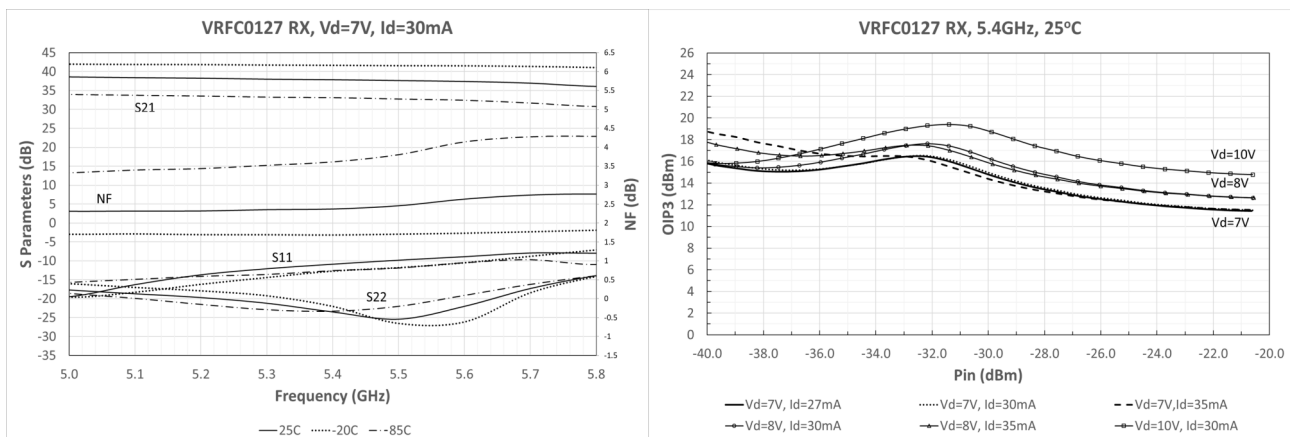 VRFC0127 RX, Vd=7V, Id=30mA
S Parameters (dB)
45
40
35
30
25
20
15
10
5
0
-5
-10
-15
-20
-25
-30
-35
S21
NF
S11
S22
6.5
6
5.5
5
4.5
4
3.5
3
2.5
2
1.5
1
0.5
0
-0.5
-1
-1.5
NF (dB)
5.0 5.1 5.2 5.3 5.4 5.5 5.6 5.7 5.8
Frequency (GHz)
25C -20C -85C
VRFC0127 RX, 5.4GHz, 25ºC
OIP3 (dBm)
26
24
22
20
18
16
14
12
10
8
6
4
2
0
Vd=10V
Vd=8V
Vd=7V
-40.0 -38.0 -36.0 -34.0 -32.0 -30.0 -28.0 -26.0 -24.0 -22.0 -20.0
Pin (dBm)
Vd=7V, Id=27mA Vd=7V, Id=30mA Vd=7V,Id=35mA
Vd=8V, Id=30mA Vd=8V, Id=35mA Vd=10V, Id=30mA